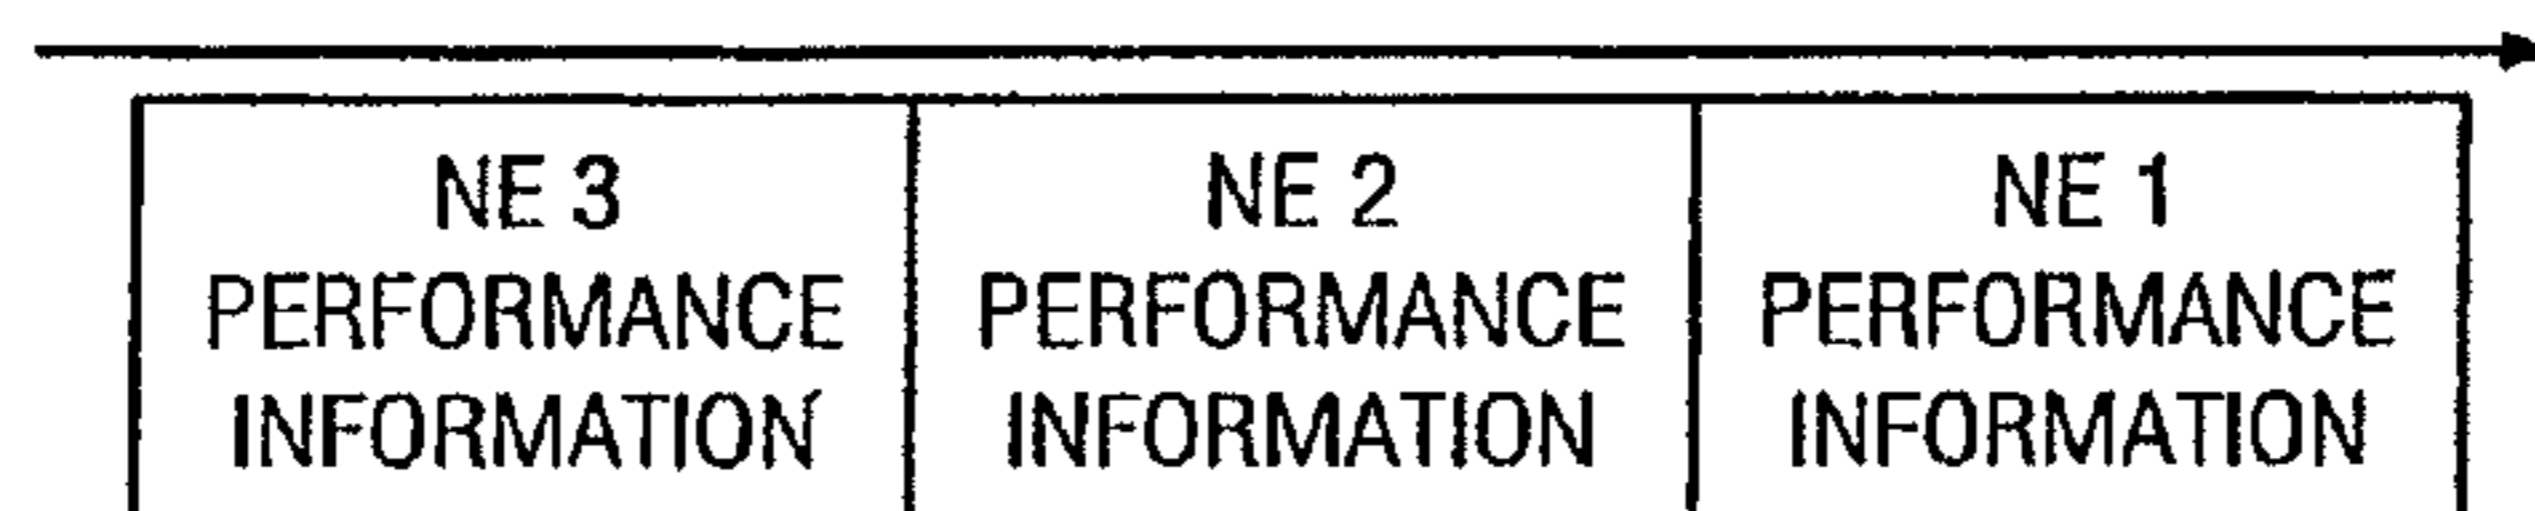 NE 3
PERFORMANCE
INFORMATION
NE 2
PERFORMANCE
INFORMATION
NE 1
PERFORMANCE
INFORMATION